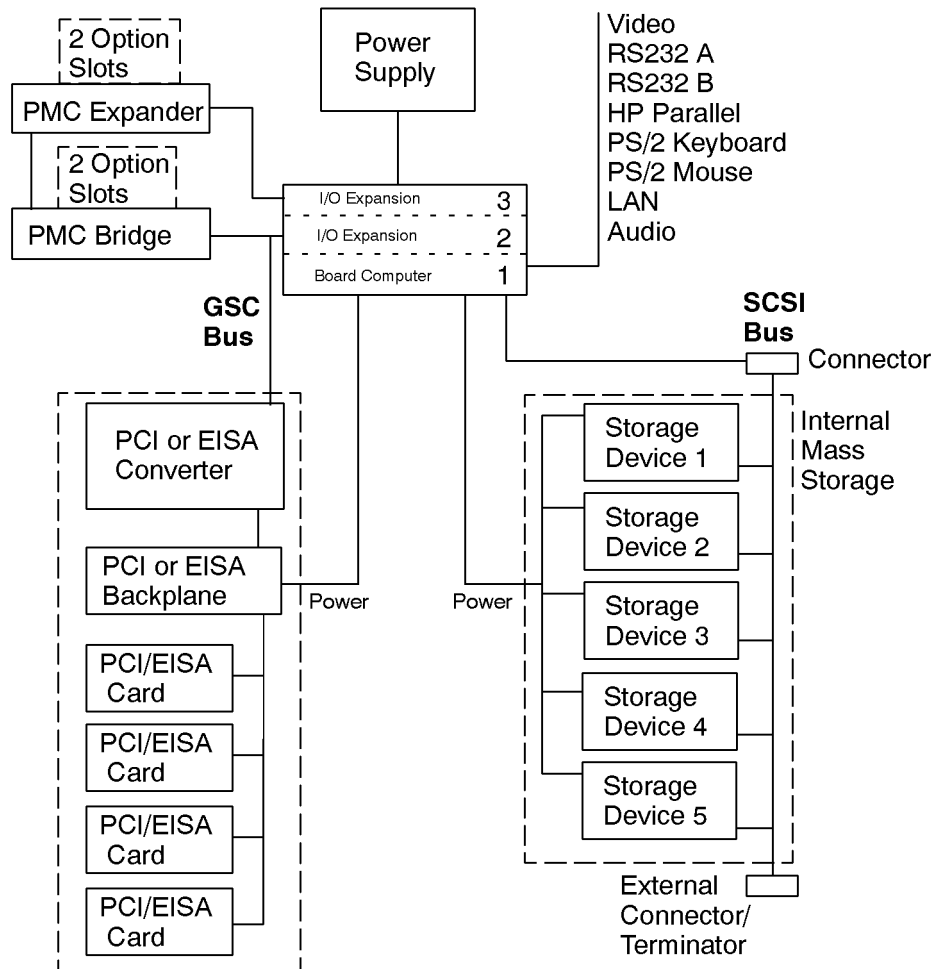 2 Option
Slots
PMC Expander
2 Option
Slots
PMC Bridge
Power
Supply
I/O Expansion 3
I/O Expansion 2
Board Computer 1
Video
RS232 A
RS232 B
HP Parallel
PS/2 Keyboard
PS/2 Mouse
LAN
Audio
GSC
Bus
SCSI
Bus
Connector
PCI or EISA
Converter
PCI or EISA
Backplane
Power
PCI/EISA
Card
PCI/EISA
Card
PCI/EISA
Card
PCI/EISA
Card
Power
Storage
Device 1
Storage
Device 2
Storage
Device 3
Storage
Device 4
Storage
Device 5
Internal
Mass
Storage
External
Connector/
Terminator